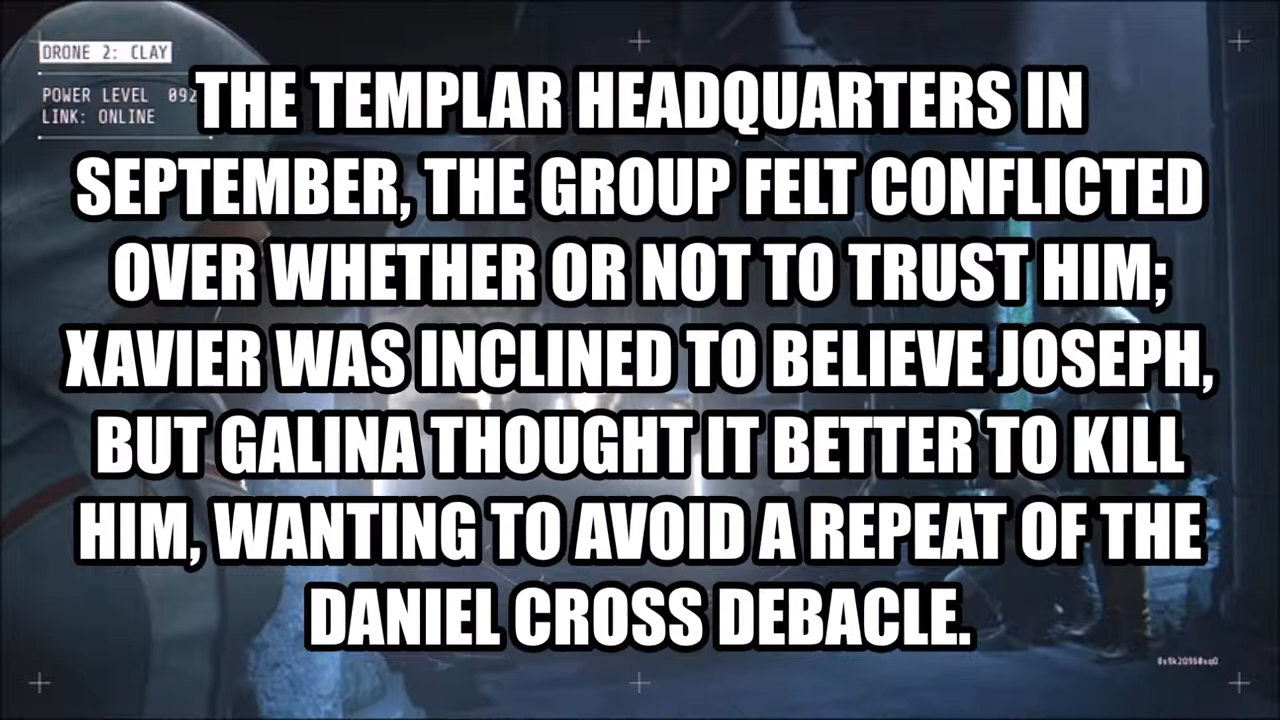 DRONE 2: CLAY
POWER LEVEL 092
LINK: ONLINE
THE TEMPLAR HEADQUARTERS IN
SEPTEMBER, THE GROUP FELT CONFLICTED
OVER WHETHER OR NOT TO TRUST HIM;
XAVIER WAS INCLINED TO BELIEVE JOSEPH,
BUT GALINA THOUGHT IT BETTER TO KILL
HIM, WANTING TO AVOID A REPEAT OF THE
DANIEL CROSS DEBACLE.